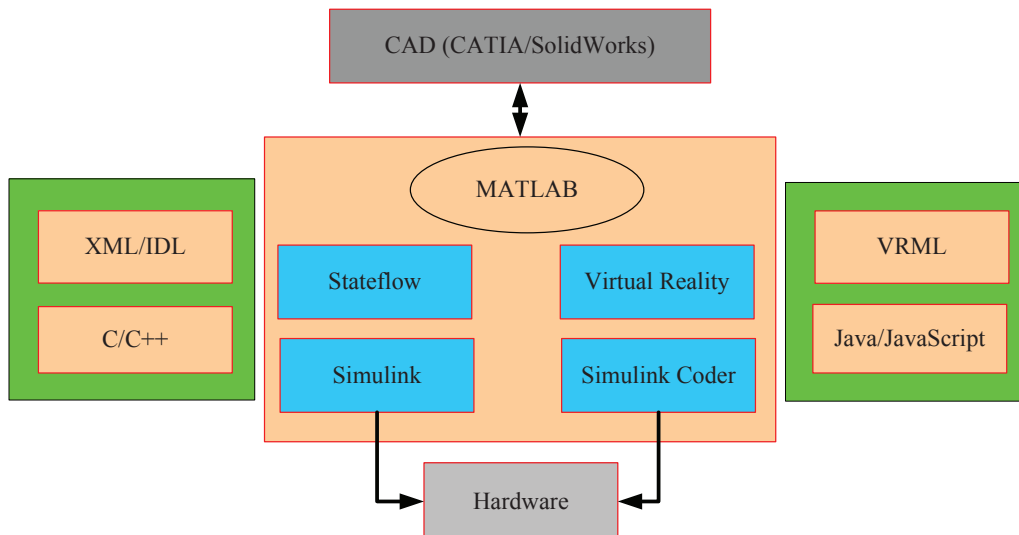 CAD (CATIA/SolidWorks)
MATLAB
XML/IDL
C/C++
Stateflow
Virtual Reality
Simulink
Simulink Coder
VRML
Java/JavaScript
Hardware